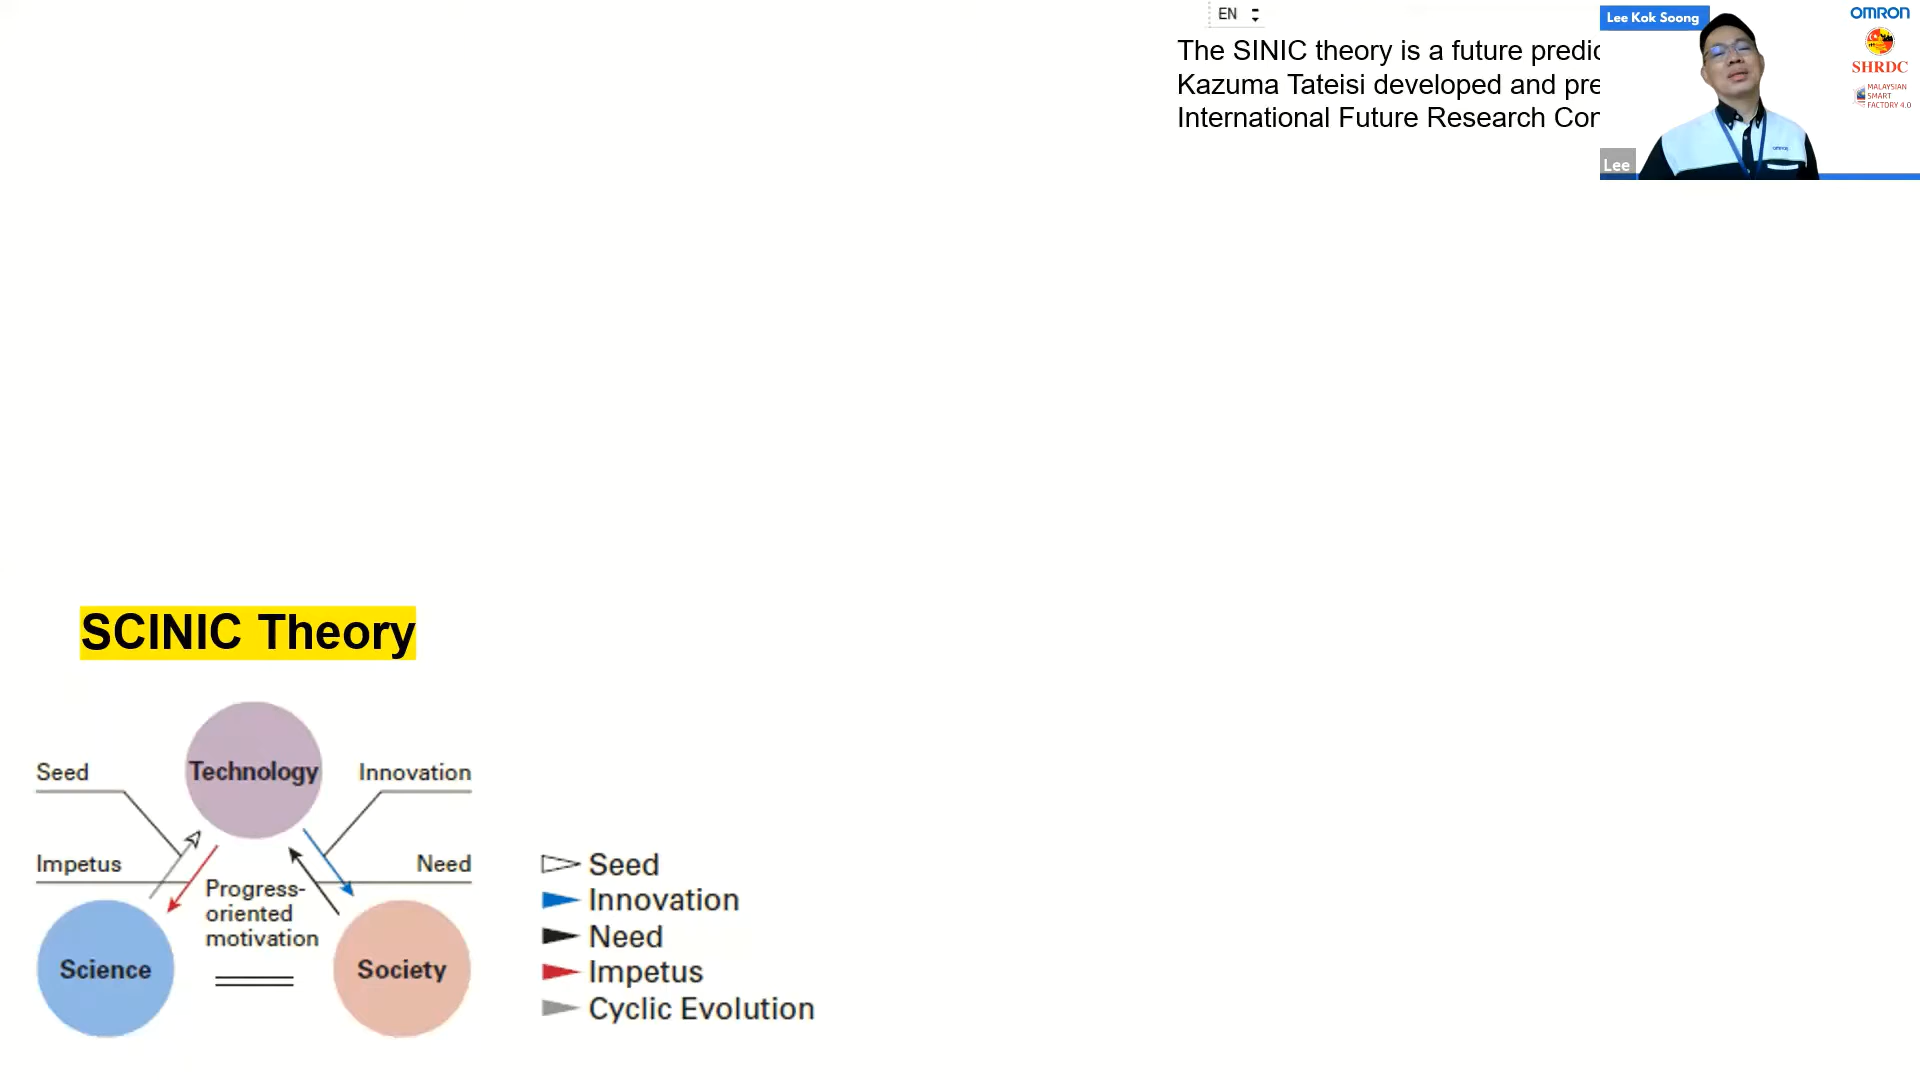 EN
The SINIC theory is a future predic
Kazuma Tateisi developed and pre
International Future Research Con
Lee Kok Soong
OMRON
SHRDC
MALAYSIAN
SMART
FACTORY 4.0
OMRON
Lee
SCINIC Theory
Technology
Seed
Innovation
Impetus
Need
Progress-
oriented
motivation
Science
Society
Seed
Innovation
Need
Impetus
Cyclic Evolution